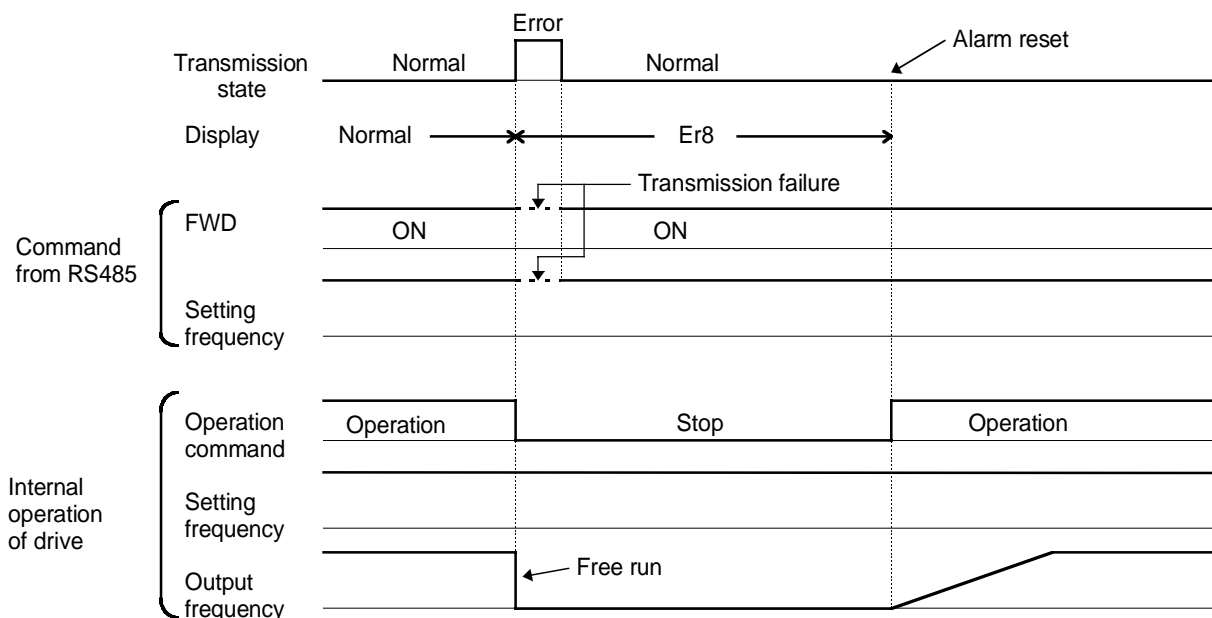 Error
Alarm reset
Transmission
state
Normal
Normal
Display
Normal
Er8
Transmission failure
Command
from RS485
FWD
ON
ON
Setting
frequency
Internal
operation
of drive
Operation
command
Operation
Stop
Operation
Setting
frequency
Free run
Output
frequency